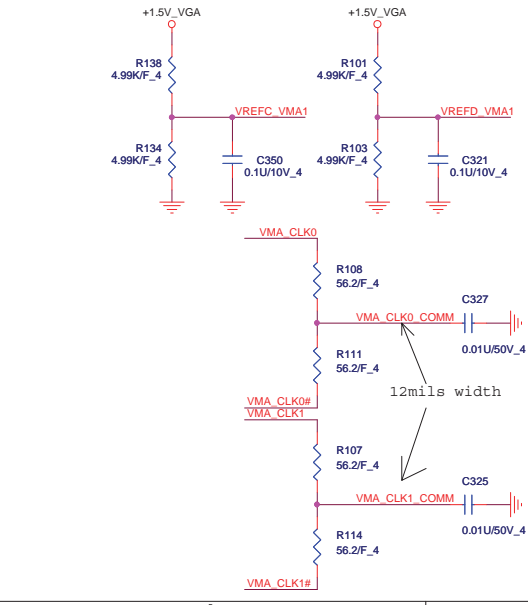 +1.5V_VGA
+1.5V_VGA
R138
4.99K/F_4
R101
4.99K/F_4
VREFC_VMA1
VREFD_VMA1
R134
4.99K/F_4
C350
0.1U/10V_4
R103
4.99K/F_4
C321
0.1U/10V_4
VMA_CLK0
R108
56.2/F_4
C327
VMA_CLK0_COMM
0.01U/50V_4
R111
56.2/F_4
12mils width
VMA_CLK0#
VMA_CLK1
R107
56.2/F_4
C325
VMA_CLK1_COMM
0.01U/50V_4
R114
56.2/F_4
VMA_CLK1#